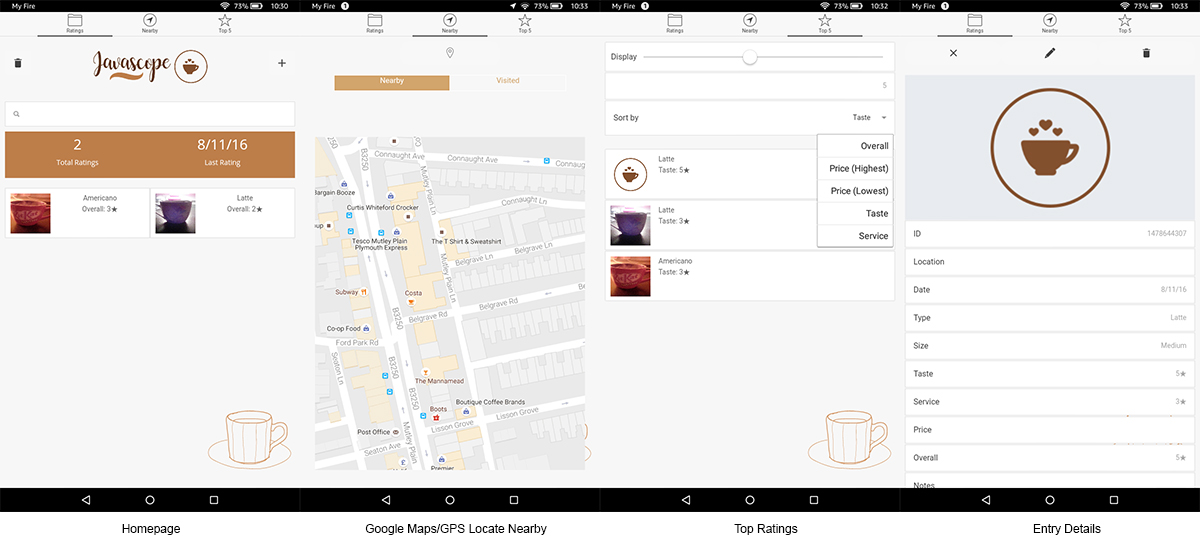 My Fire
73% 10:30
Ratings
Nearby
Top 5
Javascope
2
Total Ratings
8/11/16
Last Rating
Americano
Overall: 3★
Latte
Overall: 2★
Homepage
My Fire 1
73% 10:33
Ratings
Nearby
Top 5
Nearby
Visited
Connaught Ave
Connaught Ave
B3250
Mutley Plain Ln
Bargain Booze
Curtis Whiteford Crocker
Connaught Ln
Tesco Mutley Plain
Plymouth Express
The T Shirt & Sweatshirt
Mutley Plain Ln
Belgrave Ln
Subway
Costa
Belgrave Rd
Belgrave Rd
B3250
Co-op Food
Ford Park Rd
Seaton Ln
B3250
The Mannamead
B3250
Boutique Coffee Brands
Boots
Lisson Grove
Lisson Grove
Post Office
Mutley Plain
Seaton Ave
Premier
Google Maps/GPS Locate Nearby
My Fire 1
73% 10:32
Ratings
Nearby
Top 5
Display
5
Sort by
Taste
Overall
Price (Highest)
Price (Lowest)
Taste
Service
Latte
Taste: 5★
Latte
Taste: 3★
Americano
Taste: 3★
Top Ratings
My Fire 1
73% 10:33
Ratings
Nearby
Top 5
ID 1478644307
Location
Date 8/11/16
Type Latte
Size Medium
Taste 5★
Service 3★
Price
Overall 5★
Notes
Entry Details